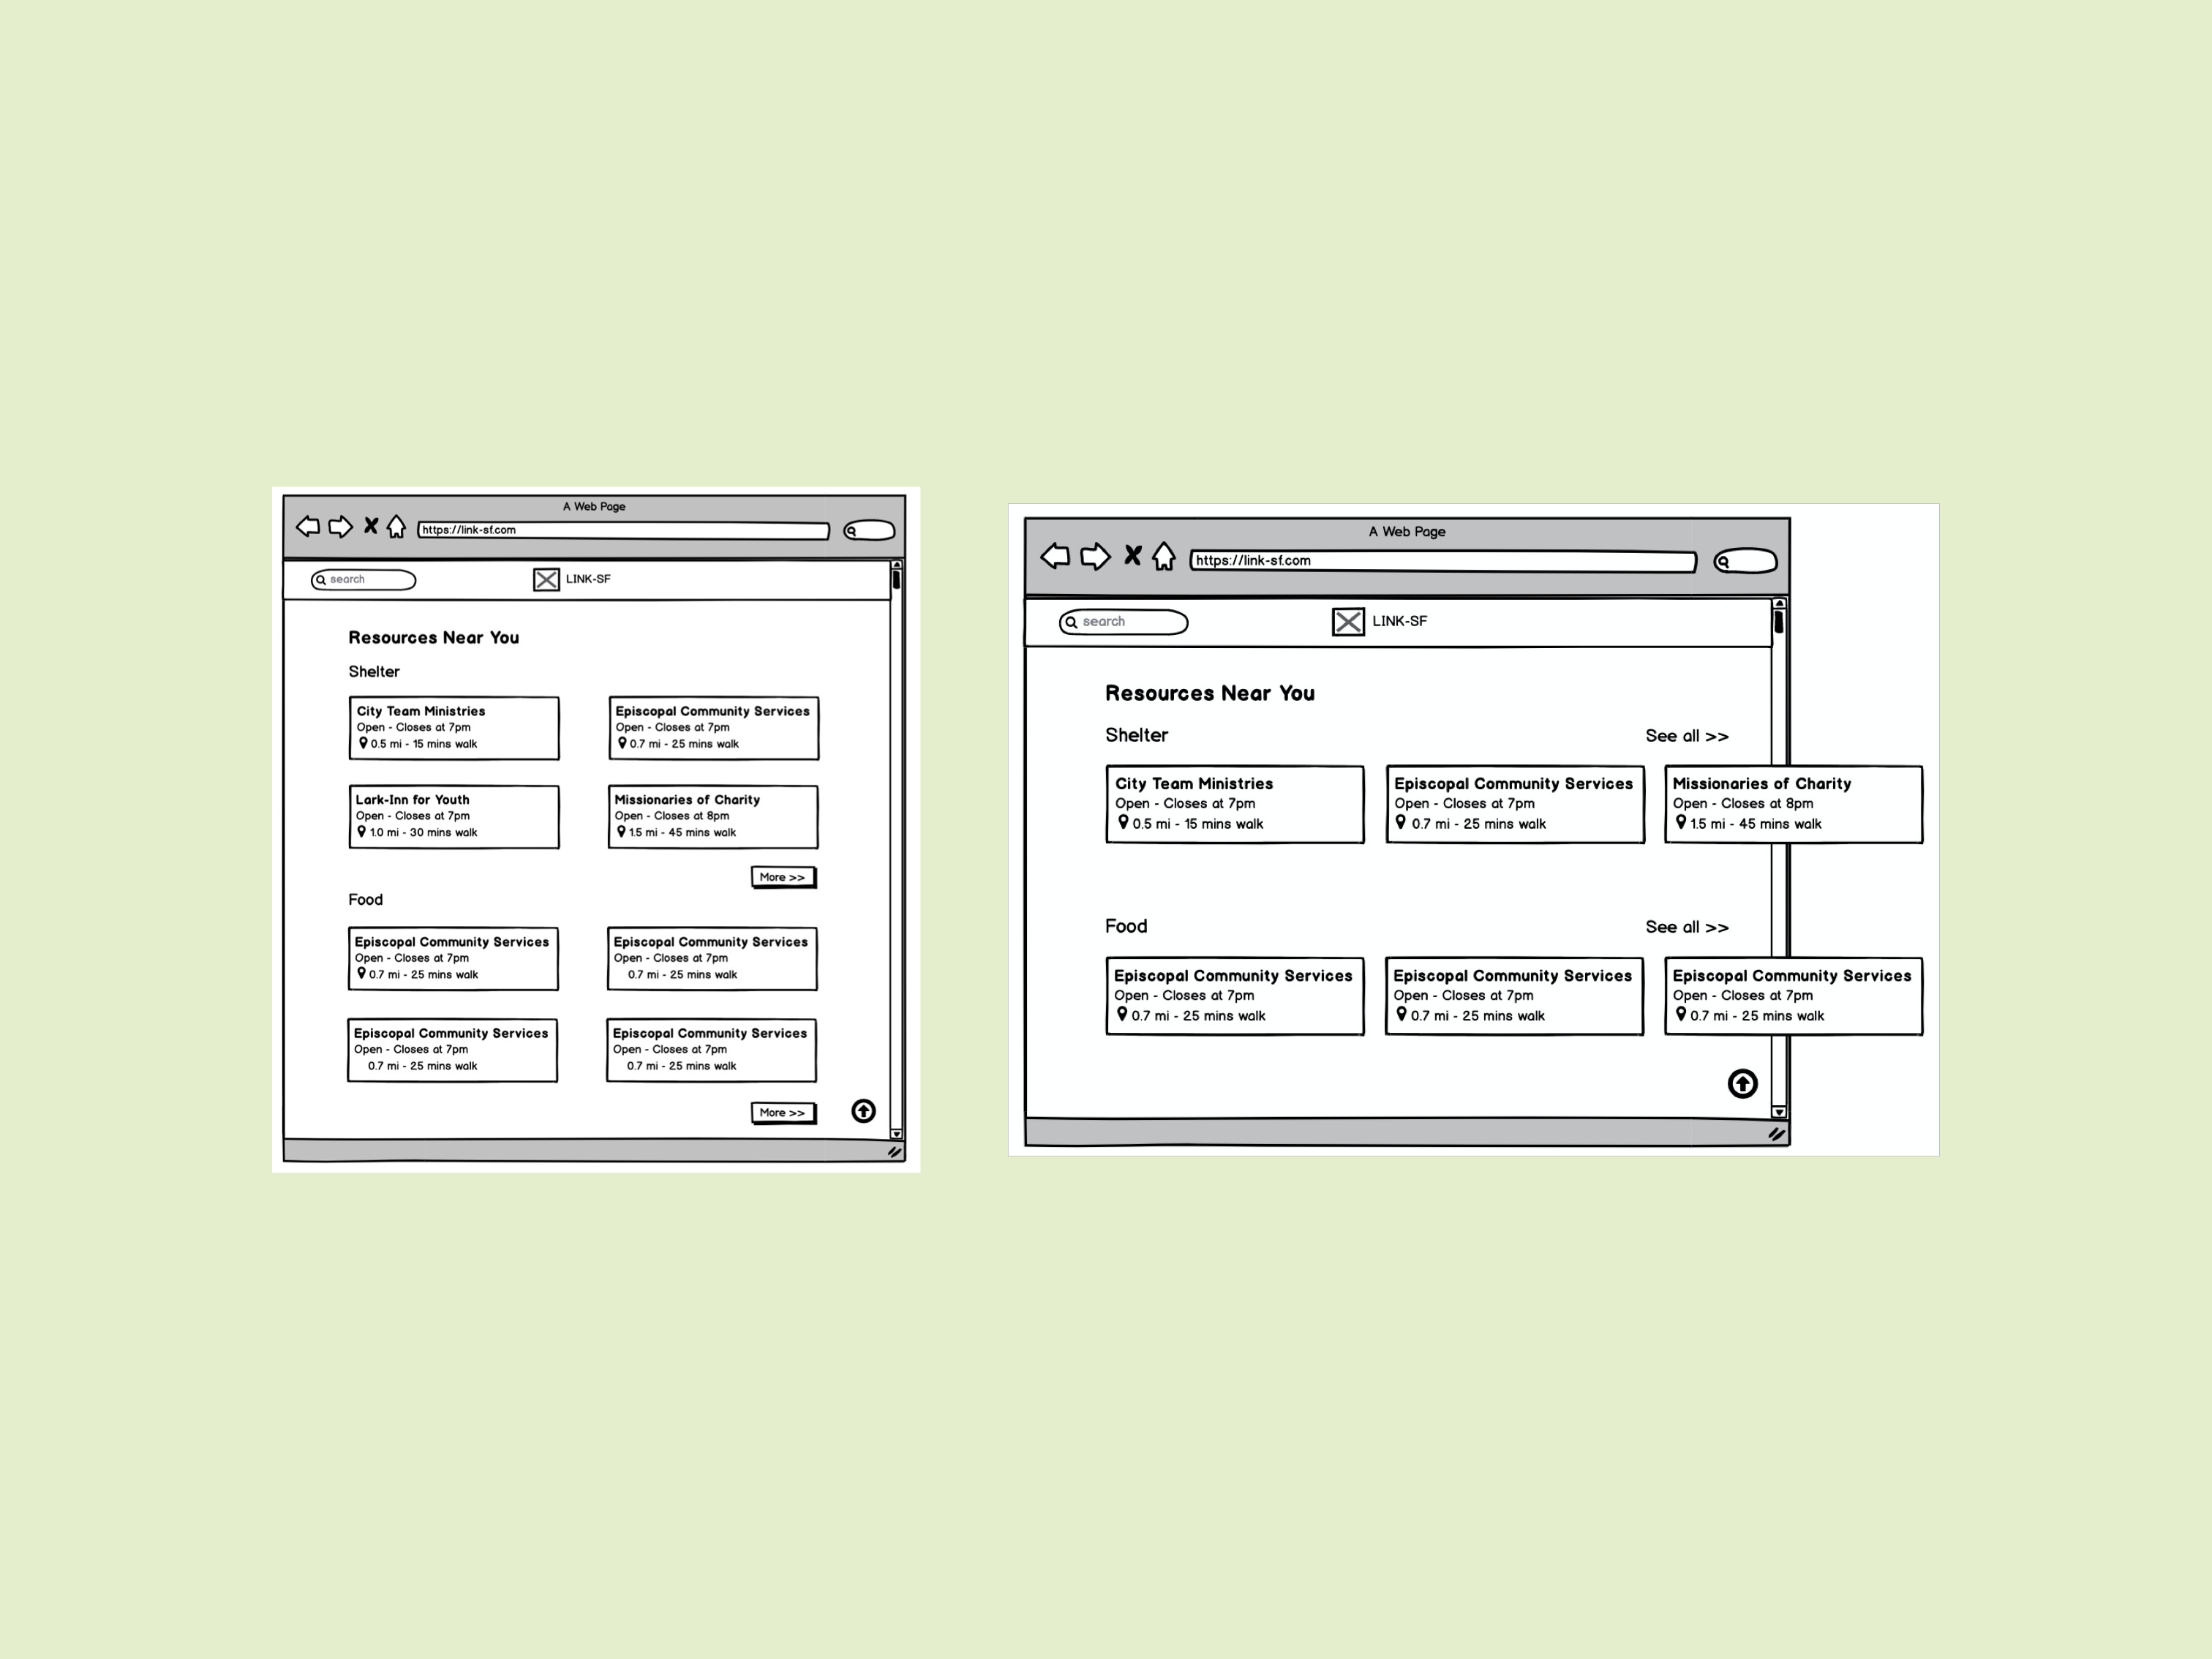 A Web Page
https://link-sf.com
search
LINK-SF
Resources Near You
Shelter
City Team Ministries
Open - Closes at 7pm
0.5 mi - 15 mins walk
Episcopal Community Services
Open - Closes at 7pm
0.7 mi - 25 mins walk
Lark-Inn for Youth
Open - Closes at 7pm
1.0 mi - 30 mins walk
Missionaries of Charity
Open - Closes at 8pm
1.5 mi - 45 mins walk
More >>
Food
Episcopal Community Services
Open - Closes at 7pm
0.7 mi - 25 mins walk
Episcopal Community Services
Open - Closes at 7pm
0.7 mi - 25 mins walk
Episcopal Community Services
Open - Closes at 7pm
0.7 mi - 25 mins walk
Episcopal Community Services
Open - Closes at 7pm
0.7 mi - 25 mins walk
More >>
A Web Page
https://link-sf.com
search
LINK-SF
Resources Near You
Shelter
See all >>
City Team Ministries
Open - Closes at 7pm
0.5 mi - 15 mins walk
Episcopal Community Services
Open - Closes at 7pm
0.7 mi - 25 mins walk
Missionaries of Charity
Open - Closes at 8pm
1.5 mi - 45 mins walk
Food
See all >>
Episcopal Community Services
Open - Closes at 7pm
0.7 mi - 25 mins walk
Episcopal Community Services
Open - Closes at 7pm
0.7 mi - 25 mins walk
Episcopal Community Services
Open - Closes at 7pm
0.7 mi - 25 mins walk